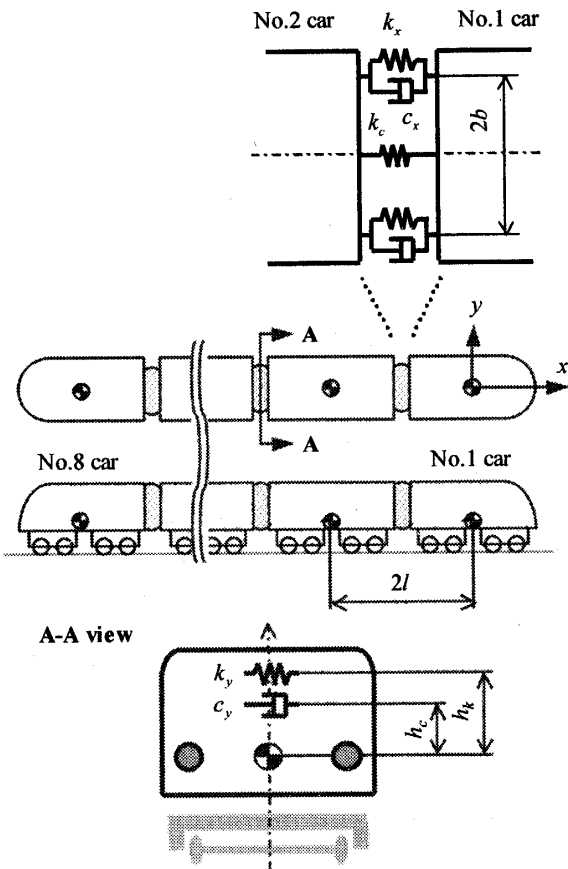 No.2 car No.1 car
k_x
c_x
k_c
2b
A
y
x
A
No.8 car No.1 car
2l
A-A view
k_y
c_y
h_c
h_k